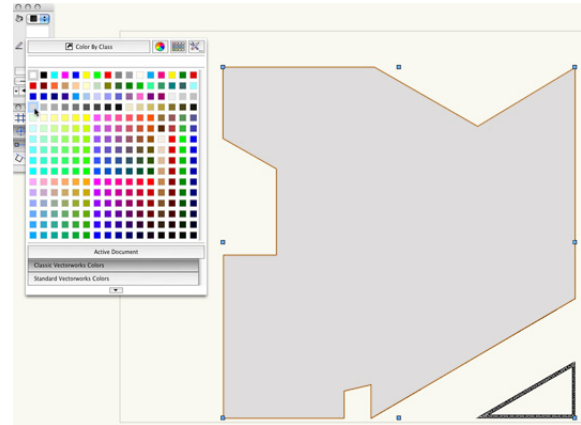 Color By Class
Active Document
Classic Vectorworks Colors
Standard Vectorworks Colors